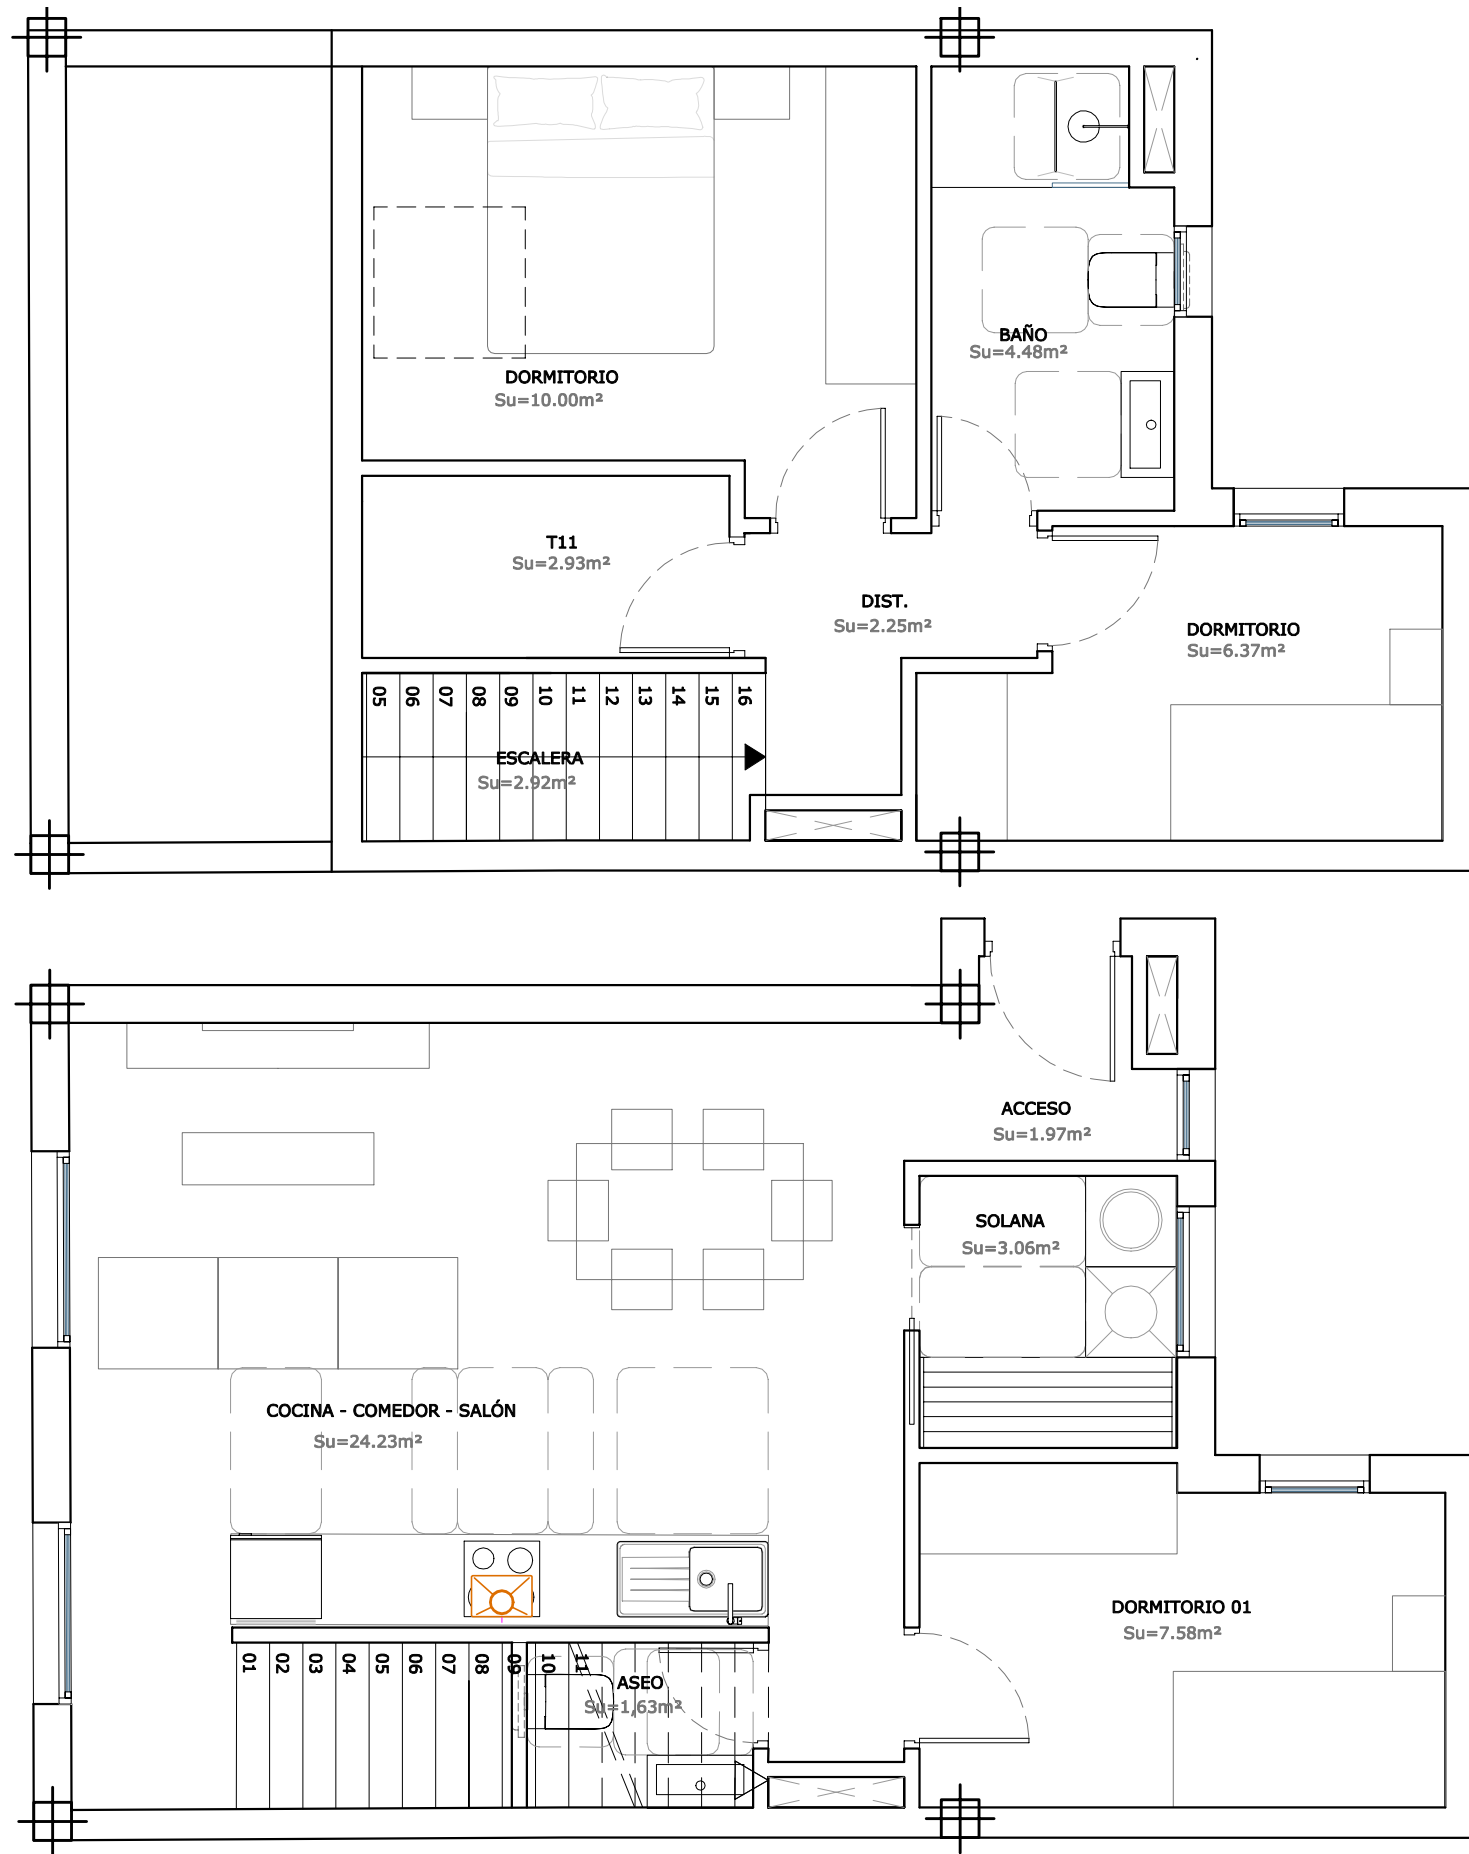 DORMITORIO
Su=10.00m²
BAÑO
Su=4.48m²
T11
Su=2.93m²
DIST.
Su=2.25m²
DORMITORIO
Su=6.37m²
05 06 07 08 09 10 11 12 13 14 15 16
ESCALERA
Su=2.92m²
ACCESO
Su=1.97m²
SOLANA
Su=3.06m²
COCINA - COMEDOR - SALÓN
Su=24.23m²
DORMITORIO 01
Su=7.58m²
01 02 03 04 05 06 07 08 09 10 11
ASEO
Su=1,63m²